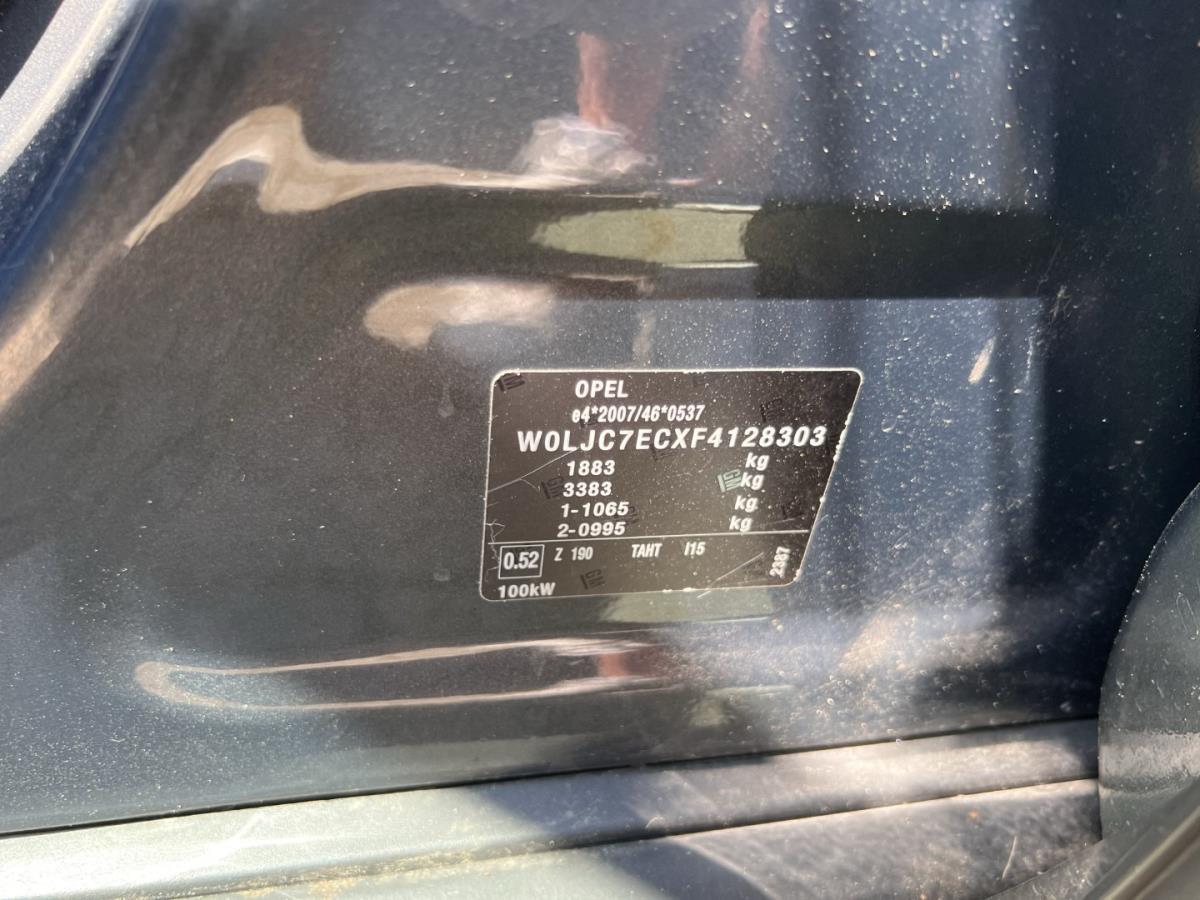 OPEL
e4*2007/46*0537
W0LJC7ECXF4128303
1883 kg
3383 kg
1-1065 kg
2-0995 kg
0.52 Z 190 TAHT I15
2387
100kW
GM